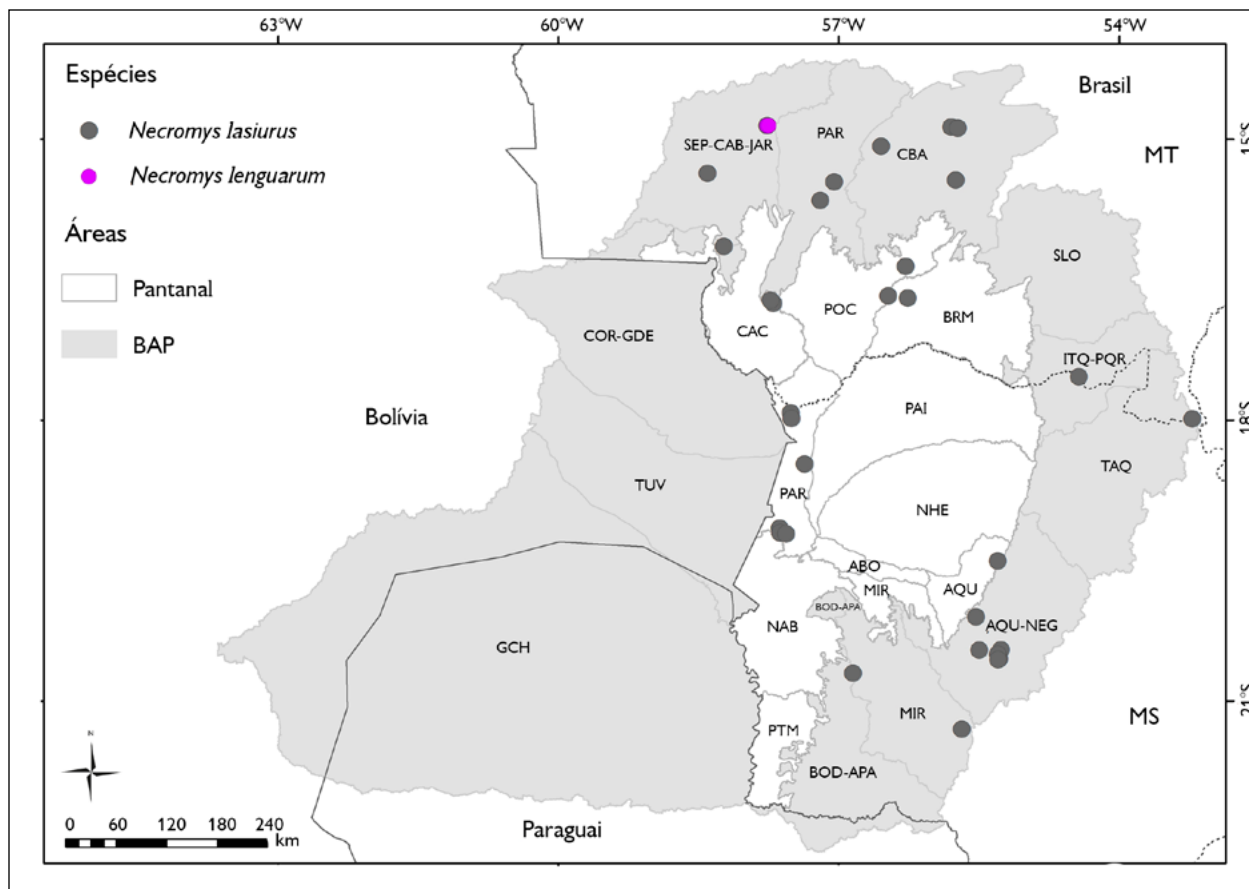 63°W 60°W 57°W 54°W
Espécies
Necromys lasiurus
Necromys lenguarum
Áreas
Pantanal
BAP
Brasil
MT
15°S
SEP-CAB-JAR
PAR
CBA
SLO
COR-GDE
CAC
POC
BRM
ITQ-PQR
Bolívia
PAI
18°S
TAQ
TUV
PAR
NHE
ABO
MIR
AQU
BOD-APA
NAB
AQU-NEG
GCH
21°S
MIR
MS
PTM
BOD-APA
N
0 60 120 180 240
km
Paraguai